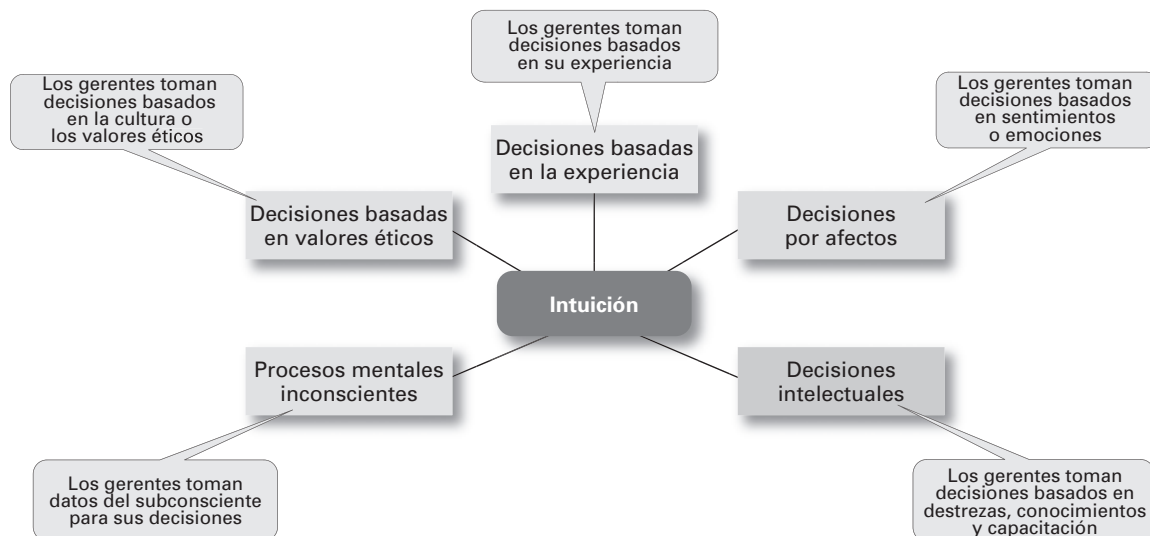 Los gerentes toman
decisiones basados
en su experiencia
Los gerentes toman
decisiones basados
en la cultura o
los valores éticos
Los gerentes toman
decisiones basados
en sentimientos
o emociones
Decisiones basadas
en la experiencia
Decisiones basadas
en valores éticos
Decisiones
por afectos
Intuición
Procesos mentales
inconscientes
Decisiones
intelectuales
Los gerentes toman
datos del subconsciente
para sus decisiones
Los gerentes toman
decisiones basados en
destrezas, conocimientos
y capacitación